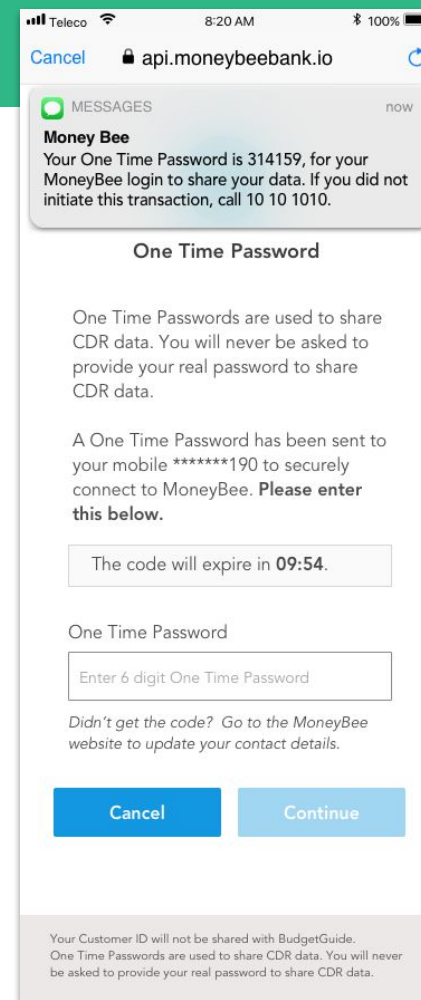 Teleco 8:20 AM 100%
Cancel api.moneybeebank.io
MESSAGES now
Money Bee
Your One Time Password is 314159, for your
MoneyBee login to share your data. If you did not
initiate this transaction, call 10 10 1010.
One Time Password
One Time Passwords are used to share
CDR data. You will never be asked to
provide your real password to share
CDR data.
A One Time Password has been sent to
your mobile *******190 to securely
connect to MoneyBee. Please enter
this below.
The code will expire in 09:54.
One Time Password
Enter 6 digit One Time Password
Didn't get the code?  Go to the MoneyBee
website to update your contact details.
Cancel Continue
Your Customer ID will not be shared with BudgetGuide.
One Time Passwords are used to share CDR data. You will never
be asked to provide your real password to share CDR data.